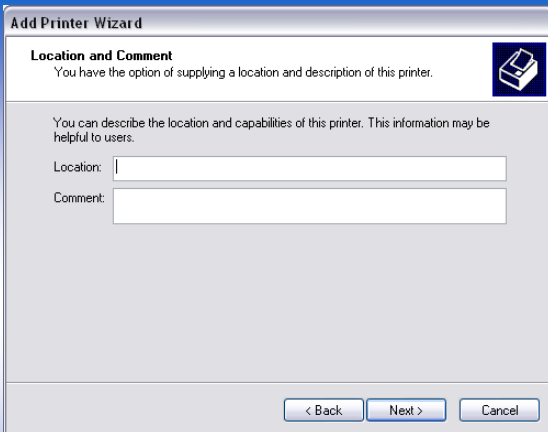 Add Printer Wizard
Location and Comment
You have the option of supplying a location and description of this printer.
You can describe the location and capabilities of this printer. This information may be
helpful to users.
Location:
Comment:
< Back Next > Cancel